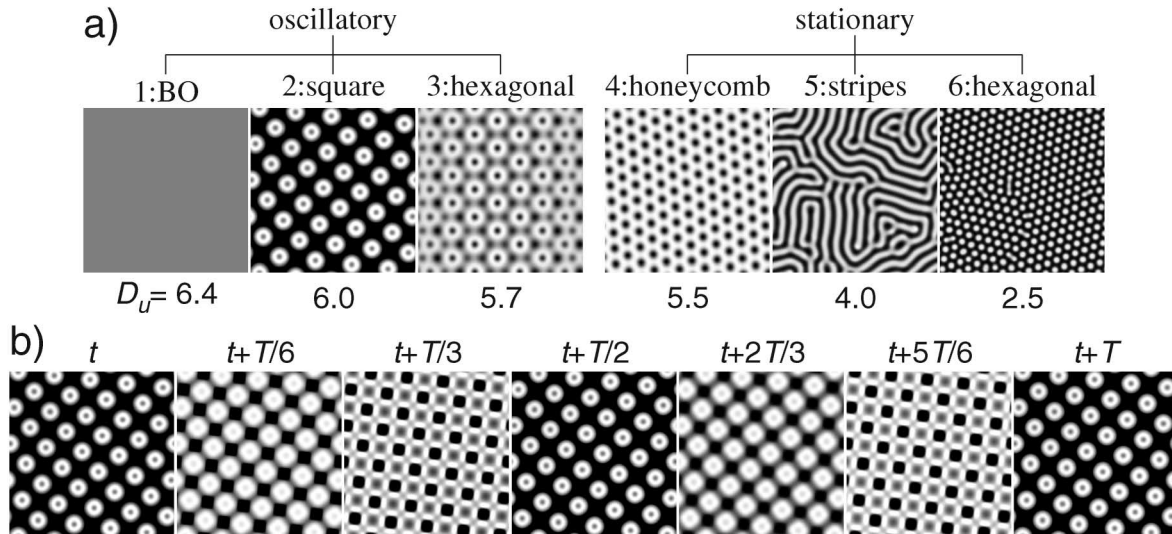 a)
oscillatory stationary
1:BO 2:square 3:hexagonal 4:honeycomb 5:stripes 6:hexagonal
Du= 6.4 6.0 5.7 5.5 4.0 2.5
b)
t t+T/6 t+T/3 t+T/2 t+2T/3 t+5T/6 t+T